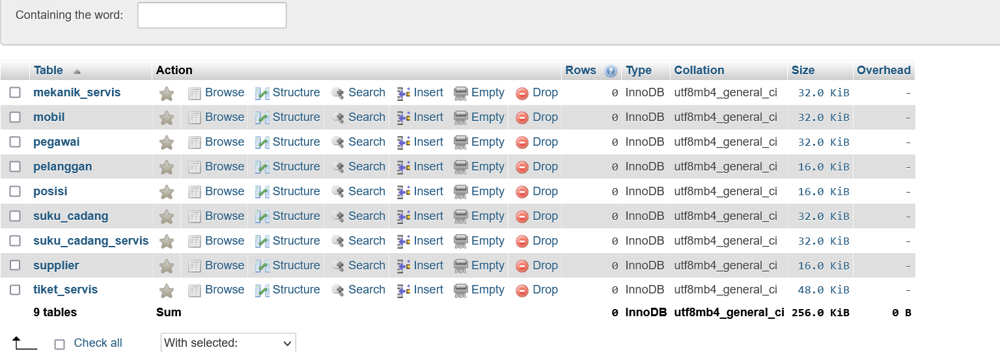 Containing the word:
Table Action Rows Type Collation Size Overhead
mekanik_servis Browse Structure Search Insert Empty Drop 0 InnoDB utf8mb4_general_ci 32.0 KiB -
mobil Browse Structure Search Insert Empty Drop 0 InnoDB utf8mb4_general_ci 32.0 KiB -
pegawai Browse Structure Search Insert Empty Drop 0 InnoDB utf8mb4_general_ci 32.0 KiB -
pelanggan Browse Structure Search Insert Empty Drop 0 InnoDB utf8mb4_general_ci 16.0 KiB -
posisi Browse Structure Search Insert Empty Drop 0 InnoDB utf8mb4_general_ci 16.0 KiB -
suku_cadang Browse Structure Search Insert Empty Drop 0 InnoDB utf8mb4_general_ci 32.0 KiB -
suku_cadang_servis Browse Structure Search Insert Empty Drop 0 InnoDB utf8mb4_general_ci 32.0 KiB -
supplier Browse Structure Search Insert Empty Drop 0 InnoDB utf8mb4_general_ci 16.0 KiB -
tiket_servis Browse Structure Search Insert Empty Drop 0 InnoDB utf8mb4_general_ci 48.0 KiB -
9 tables Sum 0 InnoDB utf8mb4_general_ci 256.0 KiB 0 B
Check all With selected: